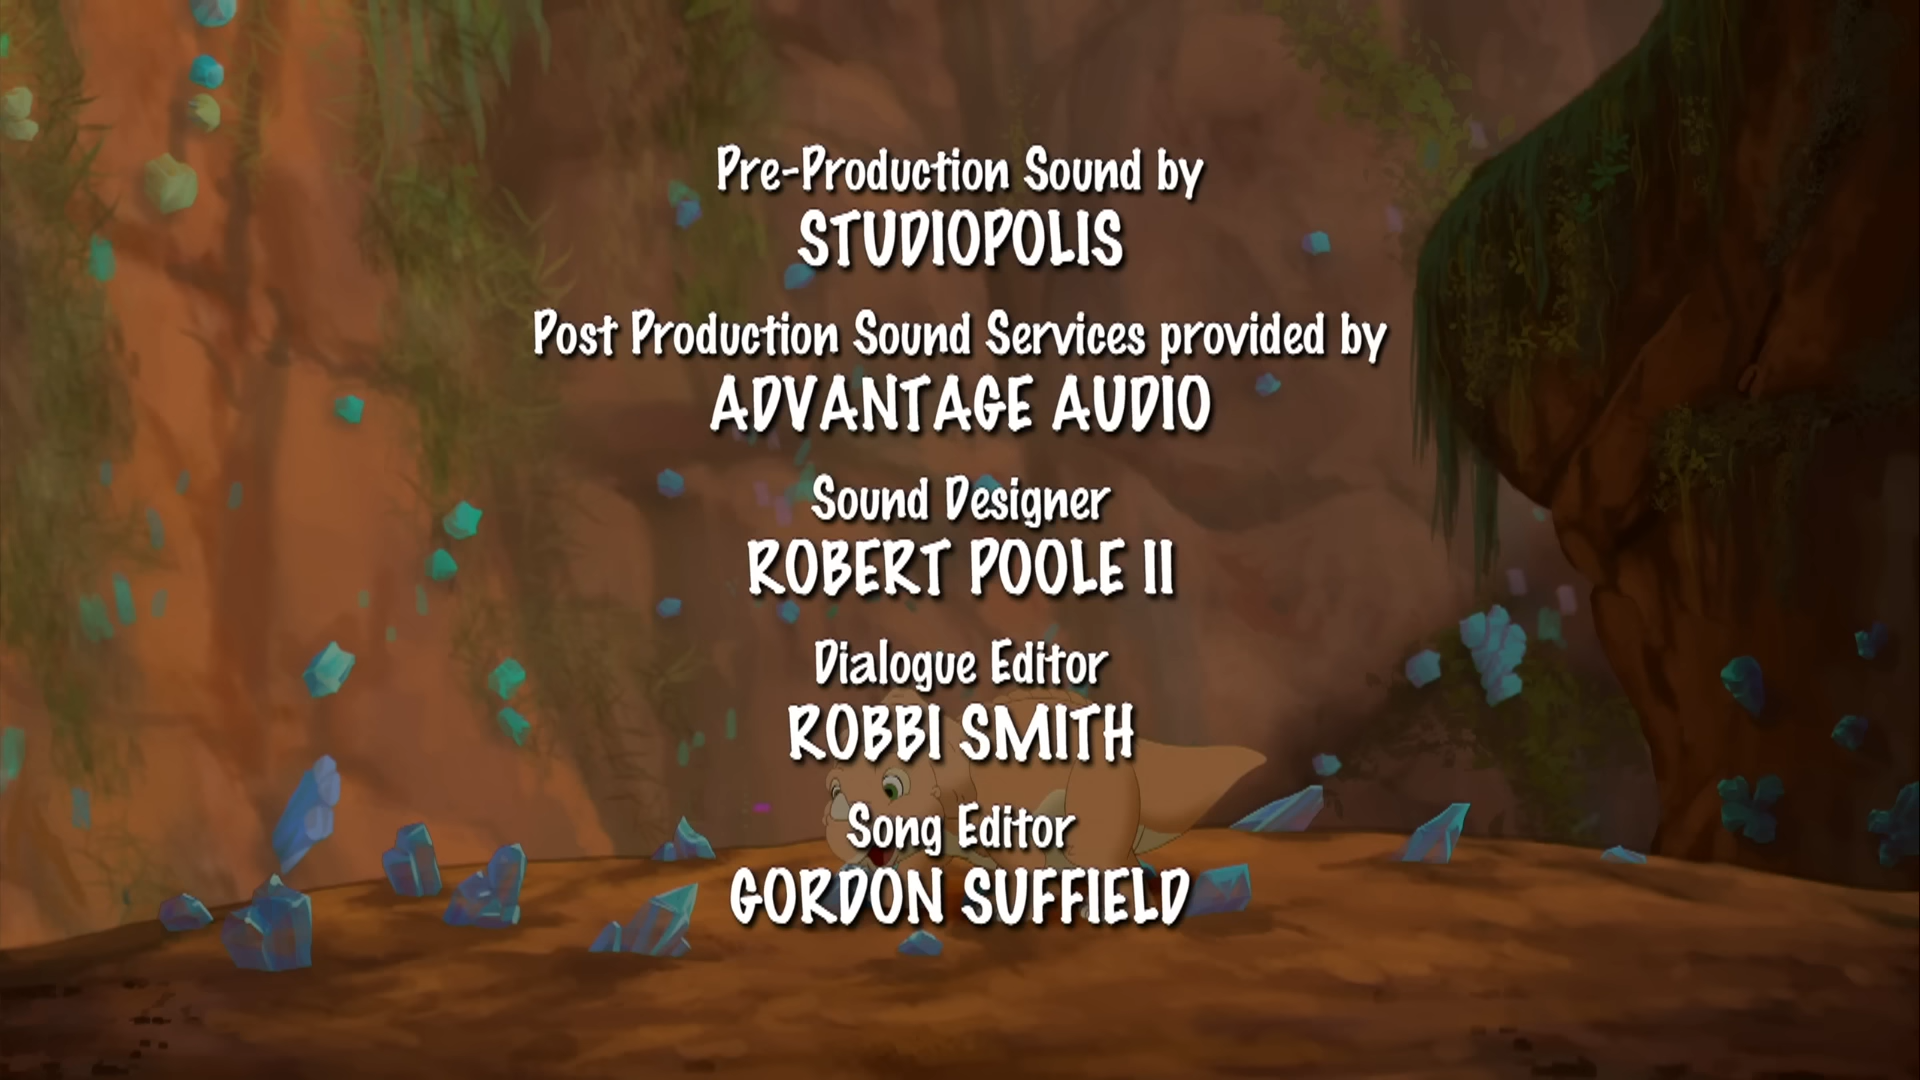 Pre-Production Sound by
STUDIOPOLIS
Post Production Sound Services provided by
ADVANTAGE AUDIO
Sound Designer
ROBERT POOLE II
Dialogue Editor
ROBBI SMITH
Song Editor
GORDON SUFFIELD